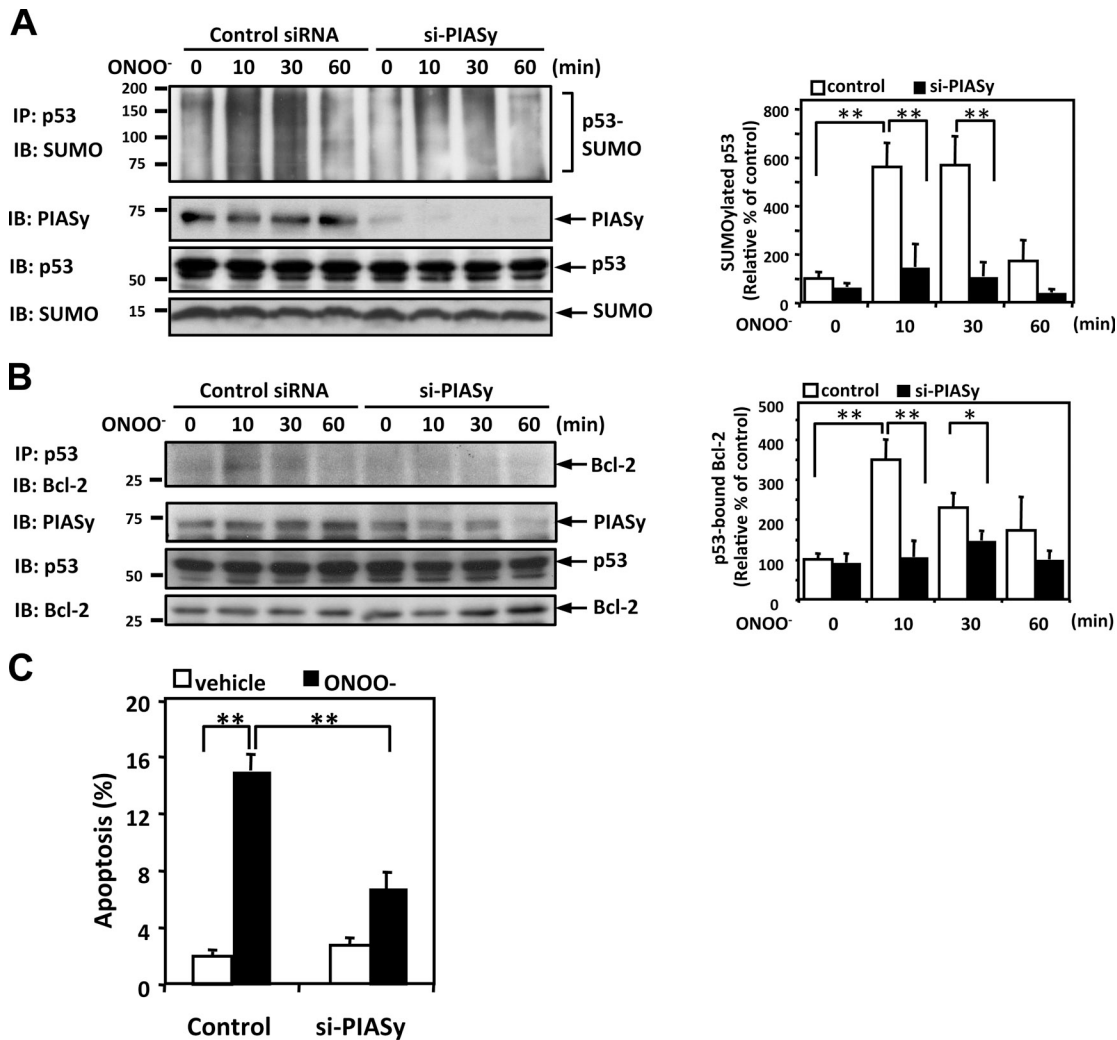 A
Control siRNA si-PIASy
ONOO- 0 10 30 60 0 10 30 60 (min)
200
150
100
75
IP: p53
IB: SUMO
p53-
SUMO
IB: PIASy 75 PIASy
IB: p53 50 p53
IB: SUMO 15 SUMO
control si-PIASy
SUMOylated p53
(Relative % of control)
800
600
400
200
0
** ** **
ONOO- 0 10 30 60 (min)
B
Control siRNA si-PIASy
ONOO- 0 10 30 60 0 10 30 60 (min)
IP: p53
IB: Bcl-2
25 Bcl-2
IB: PIASy 75 PIASy
IB: p53 50 p53
IB: Bcl-2 25 Bcl-2
control si-PIASy
p53-bound Bcl-2
(Relative % of control)
500
400
300
200
100
0
** ** *
ONOO- 0 10 30 60 (min)
C
vehicle ONOO-
Apoptosis (%)
20
16
12
8
4
0
** **
Control si-PIASy